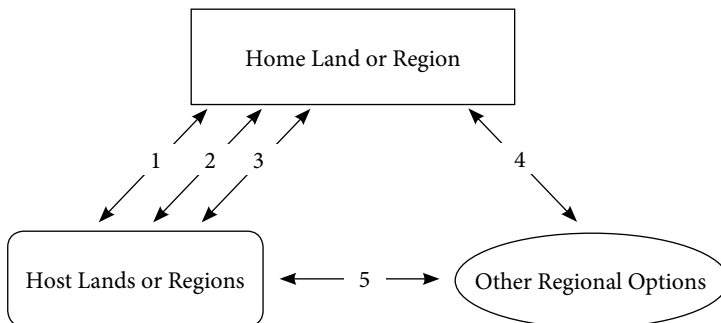 Home Land or Region
1 2 3
4
Host Lands or Regions
5
Other Regional Options